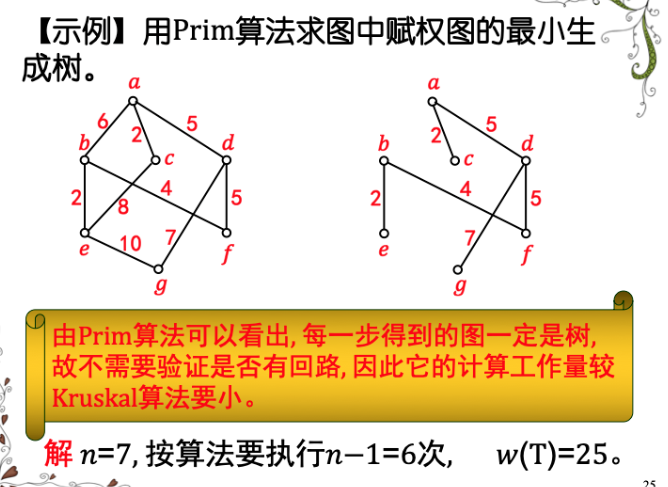 【示例】用Prim算法求图中赋权图的最小生
成树。
a
6
2
5
b
c
d
2
8
4
5
e
10
7
f
g
a
2
5
b
c
d
2
4
5
e
7
f
g
由Prim算法可以看出, 每一步得到的图一定是树,
故不需要验证是否有回路, 因此它的计算工作量较
Kruskal算法要小。
解 n=7, 按算法要执行n−1=6次, w(T)=25。
25